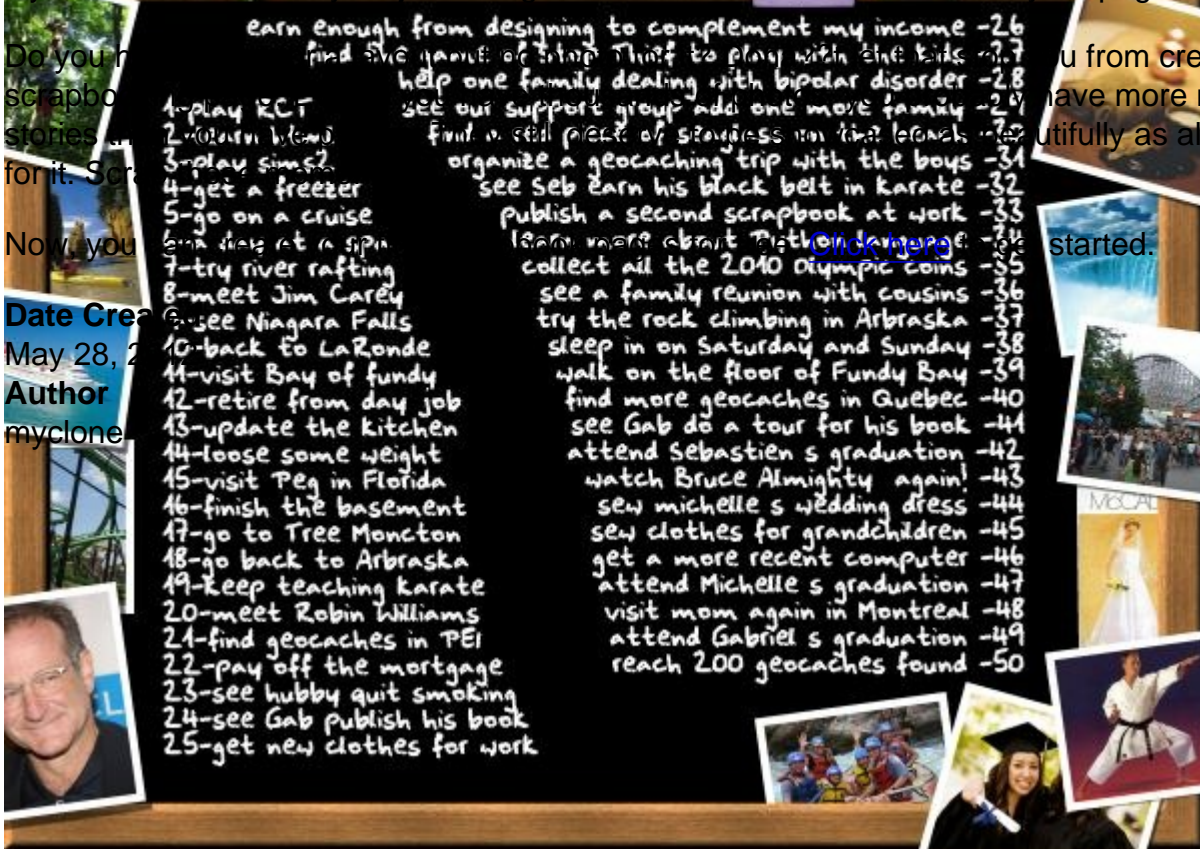 1-play RCT
3-play sims2
4-get a freezer
5-go on a cruise
7-try river rafting
8-meet Jim Carey
see Niagara Falls
back to LaRonde
11-visit Bay of fundy
12-retire from day job
13-update the kitchen
14-loose some weight
15-visit Peg in Florida
16-finish the basement
17-go to Tree Moncton
18-go back to Arbraska
19-keep teaching karate
20-meet Robin Williams
21-find geocaches in PEI
22-pay off the mortgage
23-see hubby quit smoking
24-see Gab publish his book
25-get new clothes for work
earn enough from designing to complement my income -26
help one family dealing with bipolar disorder -28
see our support group add one more family
organize a geocaching trip with the boys -31
see Seb earn his black belt in karate -32
publish a second scrapbook at work -33
collect all the 2010 Olympic coins -35
see a family reunion with cousins -36
try the rock climbing in Arbraska -37
sleep in on Saturday and Sunday -38
walk on the floor of Fundy Bay -39
find more geocaches in Quebec -40
see Gab do a tour for his book -41
attend Sebastien s graduation -42
watch Bruce Almighty again! -43
sew michelle s wedding dress -44
sew clothes for grandchildren -45
get a more recent computer -46
attend Michelle s graduation -47
visit mom again in Montreal -48
attend Gabriel s graduation -49
reach 200 geocaches found -50
Do you u from cre
scrapbo have more
stories utifully as al
for it. Scra
Now, you Click here started.
Date Created
May 28,
Author
myclone
McCAL